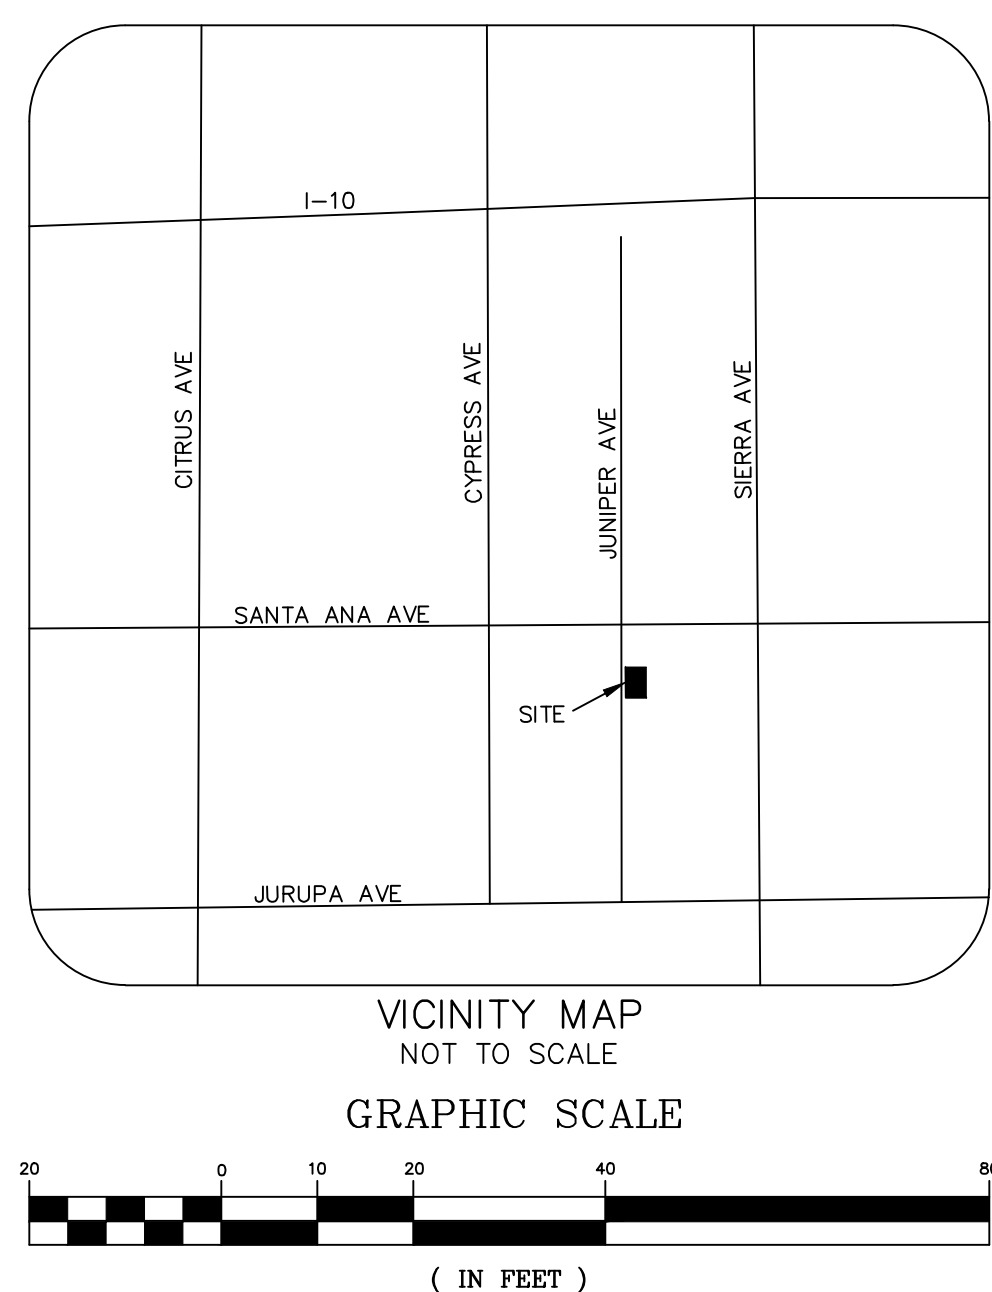 I-10
CITRUS AVE
CYPRESS AVE
JUNIPER AVE
SIERRA AVE
SANTA ANA AVE
SITE
JURUPA AVE
VICINITY MAP
NOT TO SCALE
GRAPHIC SCALE
20 0 10 20 40 80
( IN FEET )